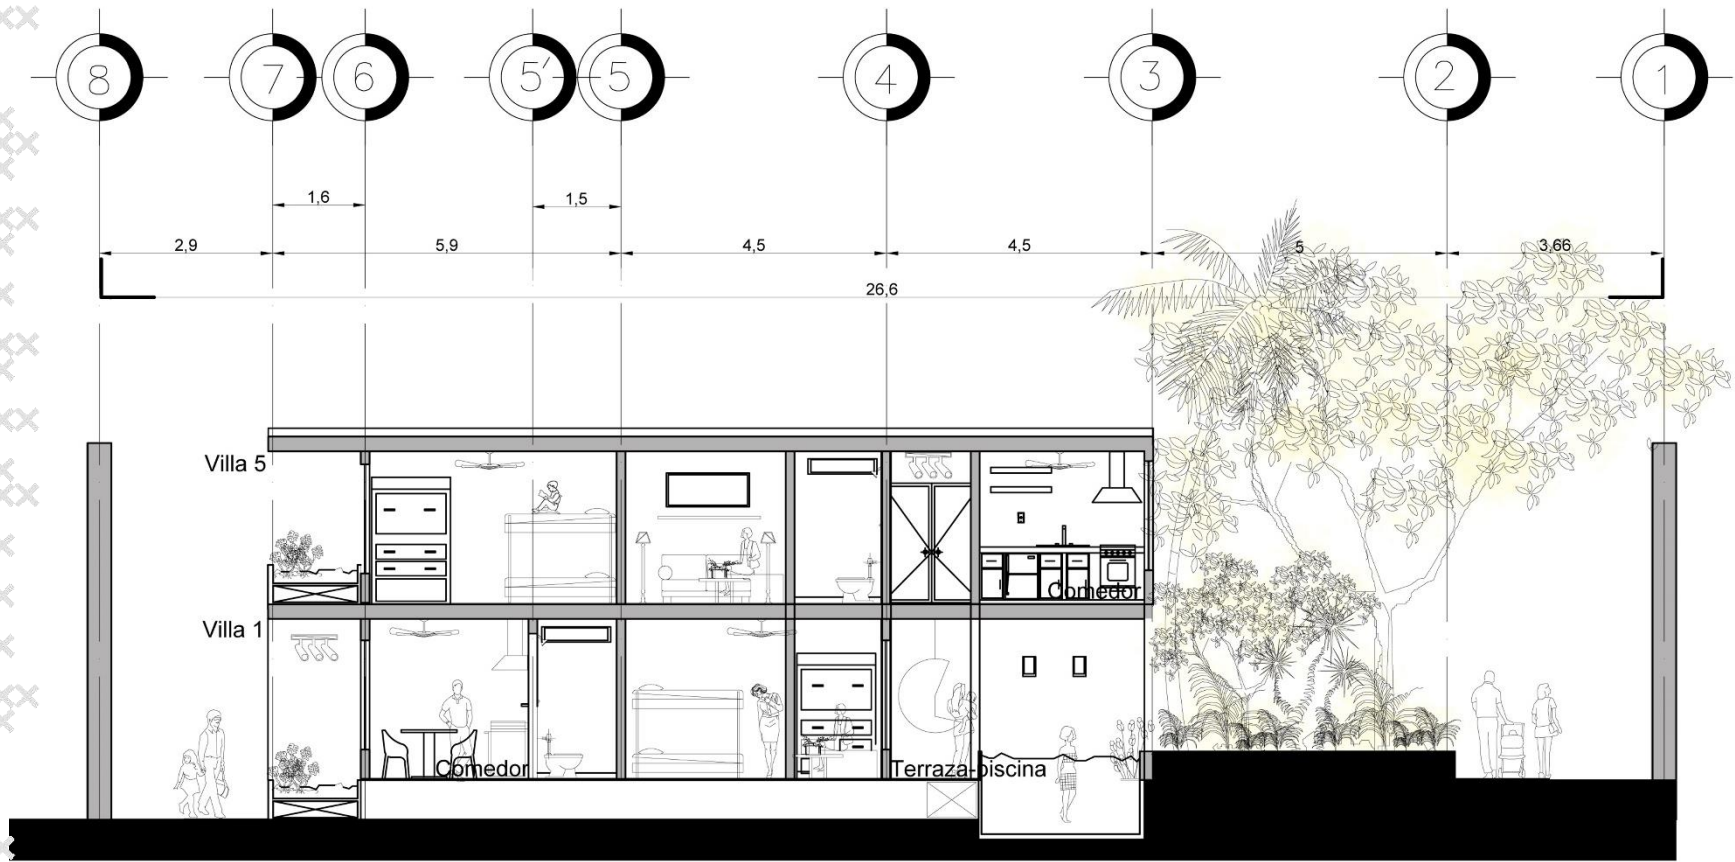 8 7 6 5' 5 4 3 2 1
1,6 1,5
2,9 5,9 4,5 4,5 5 3,66
26,6
Villa 5
Comedor
Villa 1
Comedor Terraza-piscina